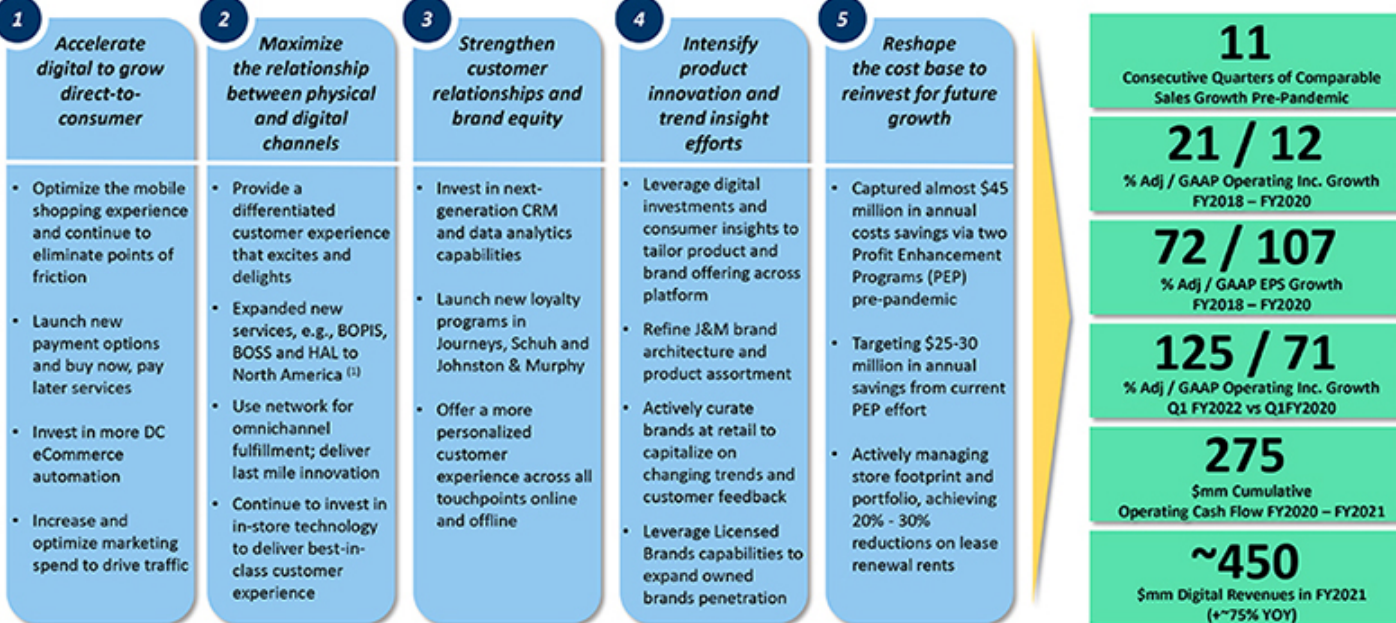 1
Accelerate
digital to grow
direct-to-
consumer
• Optimize the mobile
shopping experience
and continue to
eliminate points of
friction
• Launch new
payment options
and buy now, pay
later services
• Invest in more DC
eCommerce
automation
• Increase and
optimize marketing
spend to drive traffic
2
Maximize
the relationship
between physical
and digital
channels
• Provide a
differentiated
customer experience
that excites and
delights
• Expanded new
services, e.g., BOPIS,
BOSS and HAL to
North America (1)
• Use network for
omnichannel
fulfillment; deliver
last mile innovation
• Continue to invest in
in-store technology
to deliver best-in-
class customer
experience
3
Strengthen
customer
relationships and
brand equity
• Invest in next-
generation CRM
and data analytics
capabilities
• Launch new loyalty
programs in
Journeys, Schuh and
Johnston & Murphy
• Offer a more
personalized
customer
experience across all
touchpoints online
and offline
4
Intensify
product
innovation and
trend insight
efforts
• Leverage digital
investments and
consumer insights to
tailor product and
brand offering across
platform
• Refine J&M brand
architecture and
product assortment
• Actively curate
brands at retail to
capitalize on
changing trends and
customer feedback
• Leverage Licensed
Brands capabilities to
expand owned
brands penetration
5
Reshape
the cost base to
reinvest for future
growth
• Captured almost $45
million in annual
costs savings via two
Profit Enhancement
Programs (PEP)
pre-pandemic
• Targeting $25-30
million in annual
savings from current
PEP effort
• Actively managing
store footprint and
portfolio, achieving
20% - 30%
reductions on lease
renewal rents
11
Consecutive Quarters of Comparable
Sales Growth Pre-Pandemic
21 / 12
% Adj / GAAP Operating Inc. Growth
FY2018 – FY2020
72 / 107
% Adj / GAAP EPS Growth
FY2018 – FY2020
125 / 71
% Adj / GAAP Operating Inc. Growth
Q1 FY2022 vs Q1FY2020
275
$mm Cumulative
Operating Cash Flow FY2020 – FY2021
~450
$mm Digital Revenues in FY2021
(+~75% YOY)